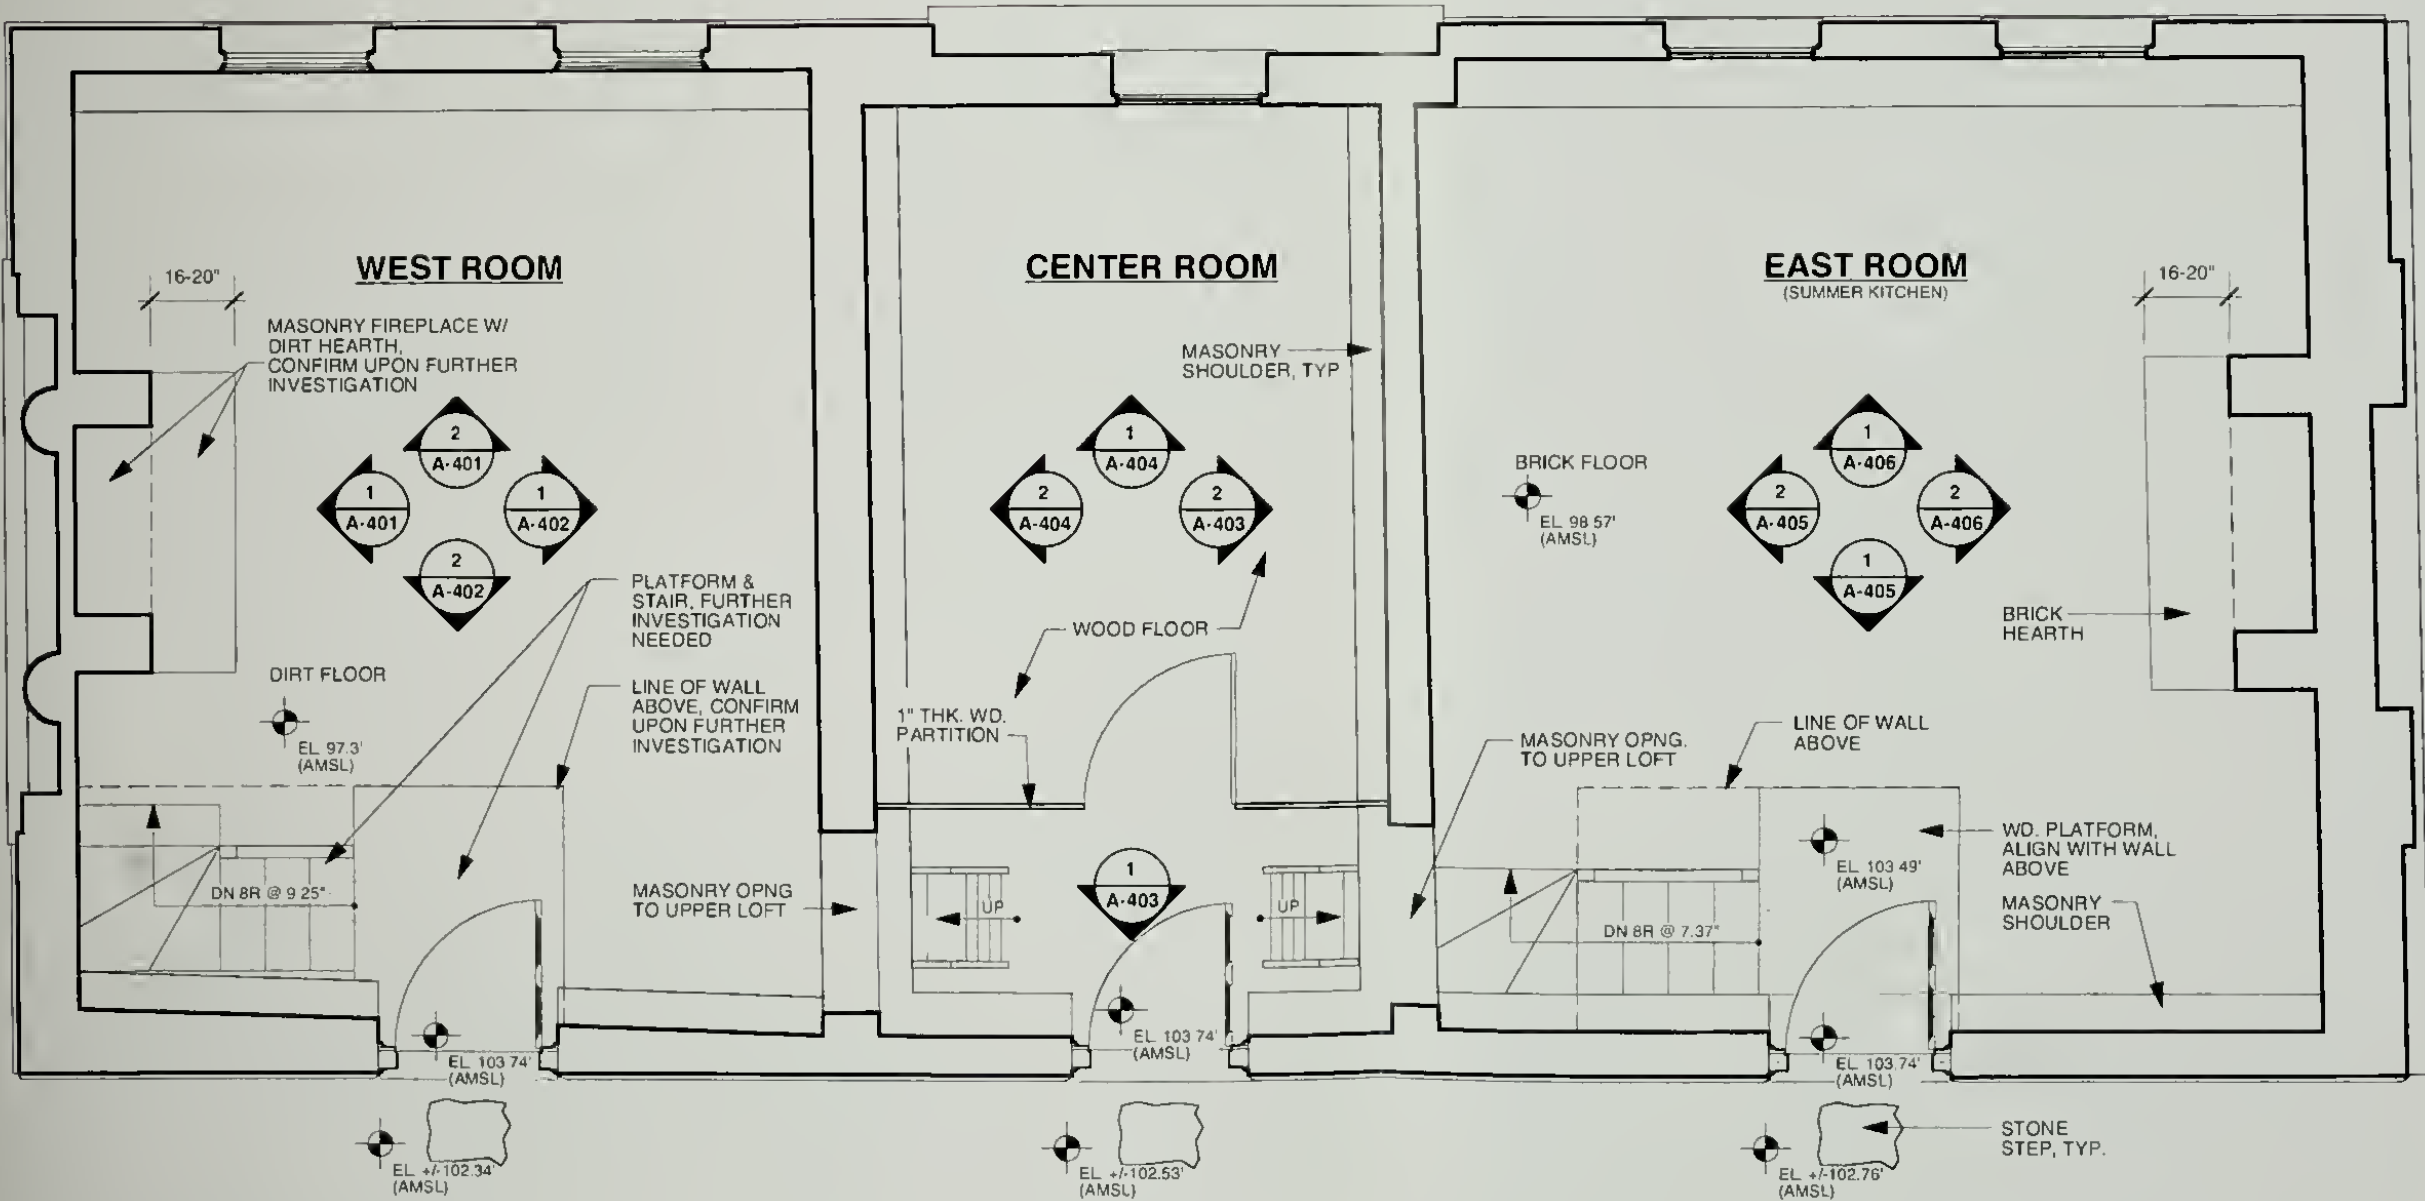 WEST ROOM
16-20"
MASONRY FIREPLACE W/
DIRT HEARTH,
CONFIRM UPON FURTHER
INVESTIGATION
2
A-401
1
A-401
1
A-402
2
A-402
PLATFORM &
STAIR, FURTHER
INVESTIGATION
NEEDED
DIRT FLOOR
EL 97.3'
(AMSL)
LINE OF WALL
ABOVE, CONFIRM
UPON FURTHER
INVESTIGATION
DN 8R @ 9 25"
MASONRY OPNG
TO UPPER LOFT
EL 103 74'
(AMSL)
EL +/-102.34'
(AMSL)
CENTER ROOM
MASONRY
SHOULDER, TYP
1
A-404
2
A-404
2
A-403
WOOD FLOOR
1" THK. WD.
PARTITION
UP
1
A-403
UP
EL 103 74'
(AMSL)
EL +/-102.53'
(AMSL)
EAST ROOM
(SUMMER KITCHEN)
16-20"
BRICK FLOOR
EL 98 57'
(AMSL)
1
A-406
2
A-405
2
A-406
1
A-405
BRICK
HEARTH
MASONRY OPNG.
TO UPPER LOFT
LINE OF WALL
ABOVE
WD. PLATFORM,
ALIGN WITH WALL
ABOVE
EL 103 49'
(AMSL)
MASONRY
SHOULDER
DN 8R @ 7.37"
EL 103.74'
(AMSL)
STONE
STEP, TYP.
EL +/-102.76'
(AMSL)